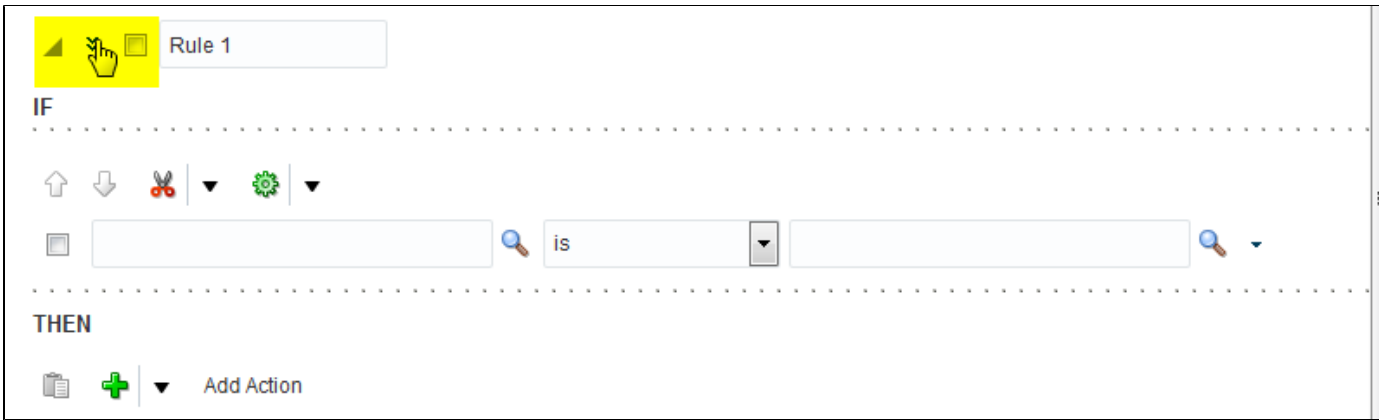 Rule 1
IF
is
THEN
Add Action